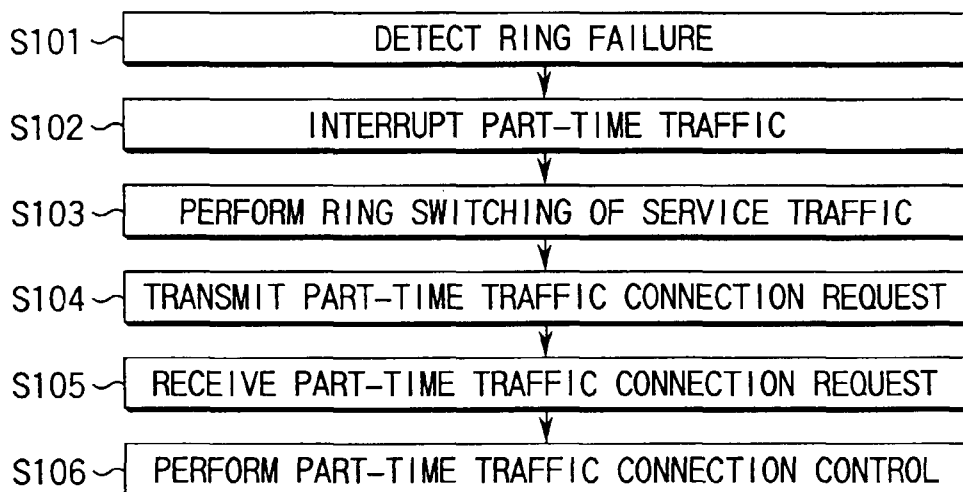 S101 DETECT RING FAILURE
S102 INTERRUPT PART-TIME TRAFFIC
S103 PERFORM RING SWITCHING OF SERVICE TRAFFIC
S104 TRANSMIT PART-TIME TRAFFIC CONNECTION REQUEST
S105 RECEIVE PART-TIME TRAFFIC CONNECTION REQUEST
S106 PERFORM PART-TIME TRAFFIC CONNECTION CONTROL